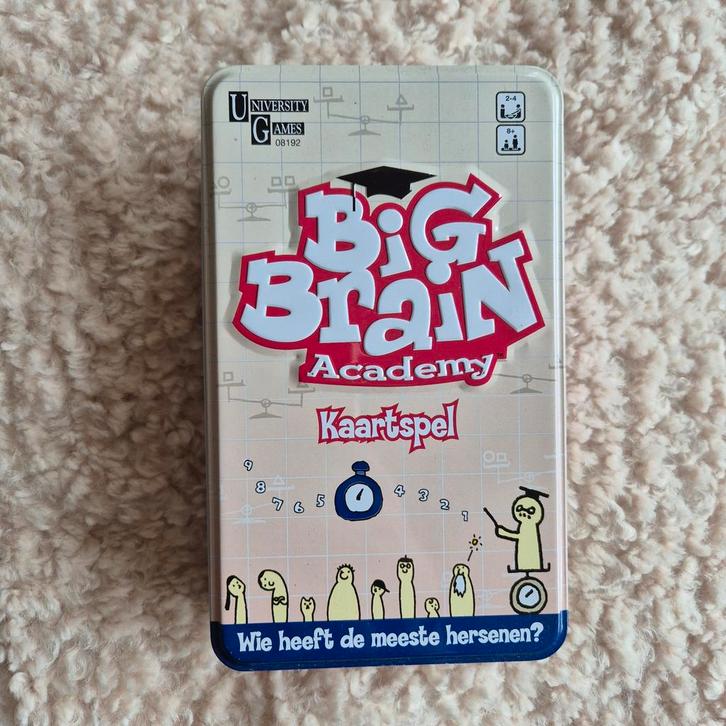 UNIVERSITY
GAMES
08192
2-4
8+
BiG
BraiN
Academy™
Kaartspel
9 8 7 6 5 4 3 2 1
Wie heeft de meeste hersenen?